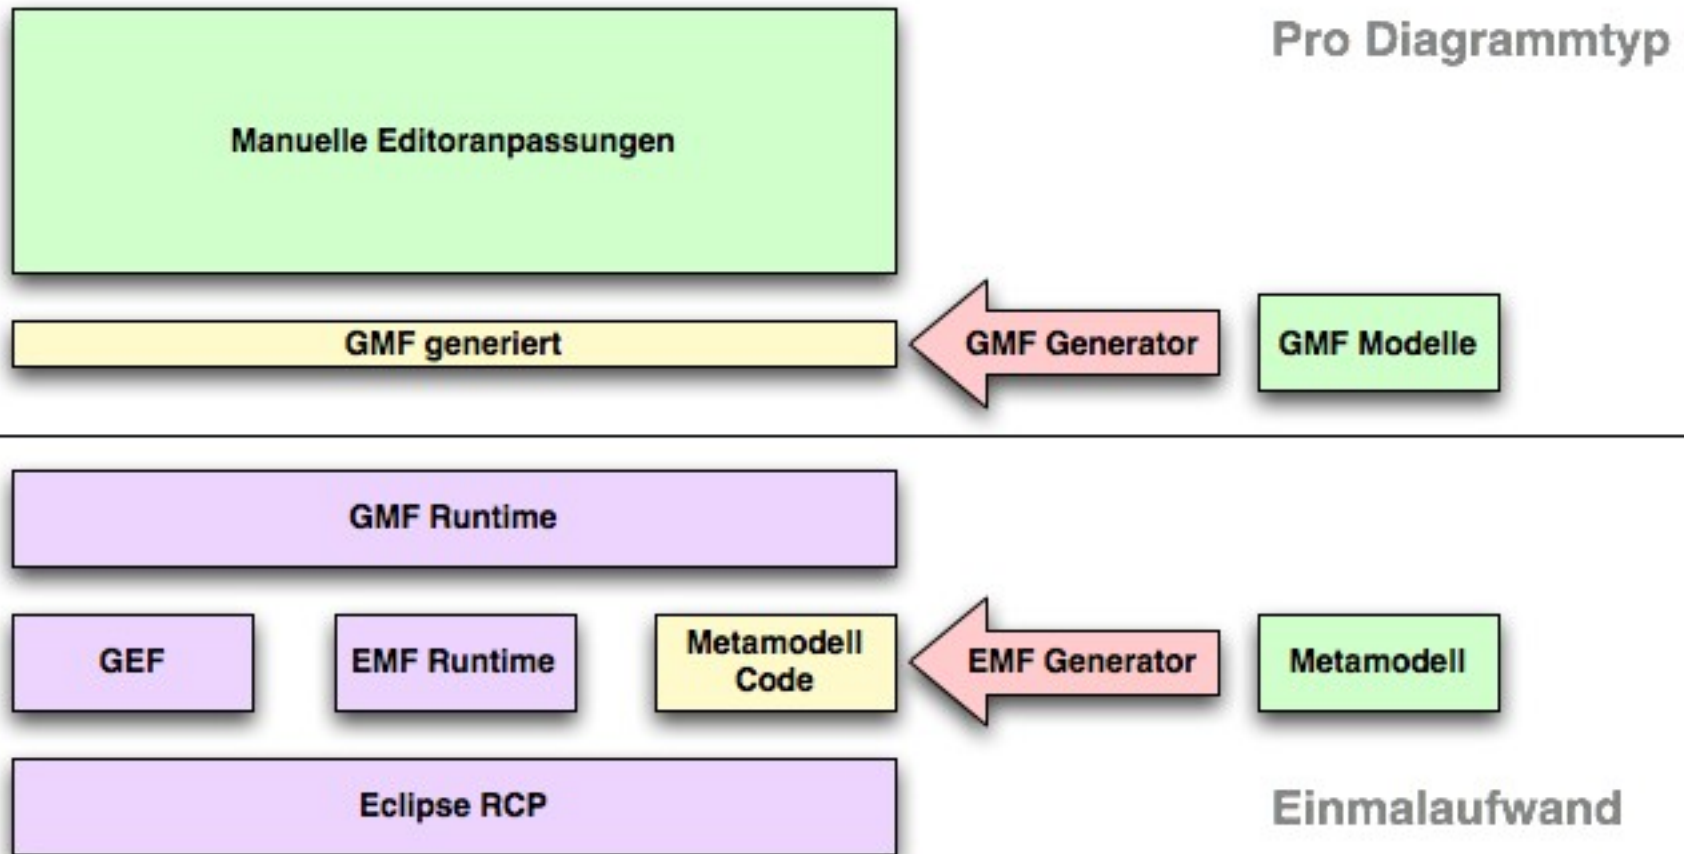 Pro Diagrammtyp
Manuelle Editoranpassungen
GMF generiert
GMF Generator
GMF Modelle
GMF Runtime
GEF
EMF Runtime
Metamodell
Code
EMF Generator
Metamodell
Eclipse RCP
Einmalaufwand